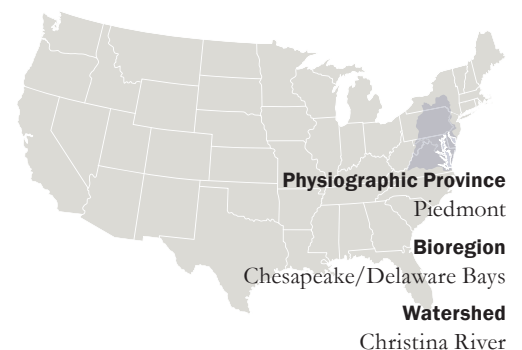 Physiographic Province
Piedmont
Bioregion
Chesapeake/Delaware Bays
Watershed
Christina River